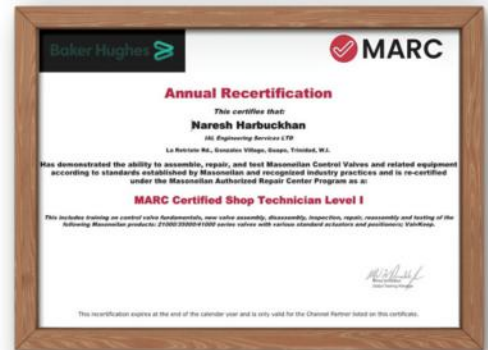 Baker Hughes
MARC
Annual Recertification
This certifies that:
Naresh Harbuckhan
IAL Engineering Services LTD
La Retriate Rd., Gonzales Village, Guapo, Trinidad, W.I.
Has demonstrated the ability to assemble, repair, and test Masoneilan Control Valves and related equipment
according to standards established by Masoneilan and recognized industry practices and is re-certified
under the Masoneilan Authorized Repair Center Program as a:
MARC Certified Shop Technician Level I
This includes training on control valve fundamentals, new valve assembly, disassembly, inspection, repair, reassembly and testing of the
following Masoneilan products: 21000/35000/41000 series valves with various standard actuators and positioners; ValvKeep.
Training Manager
This recertification expires at the end of the calendar year and is only valid for the Channel Partner listed on this certificate.